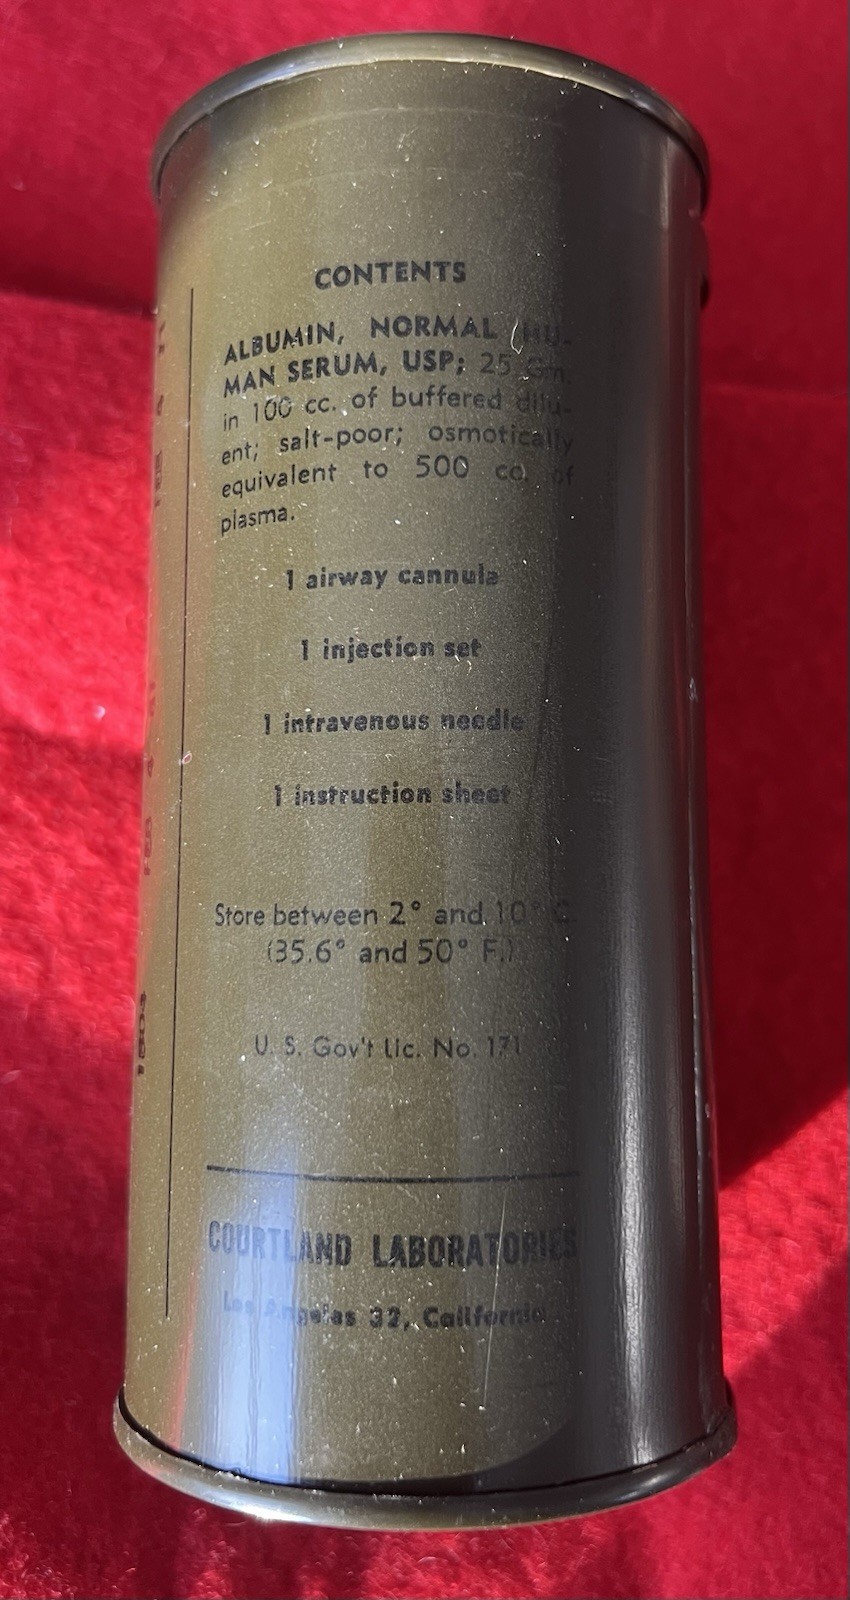 CONTENTS
ALBUMIN, NORMAL (HU-
MAN SERUM, USP; 25 Gm.
in 100 cc. of buffered dilu-
ent; salt-poor; osmotically
equivalent to 500 cc. of
plasma.
1 airway cannula
1 injection set
1 intravenous needle
1 instruction sheet
Store between 2° and 10° C.
(35.6° and 50° F.)
U. S. Gov't Lic. No. 171
COURTLAND LABORATORIES
Los Angeles 32, California